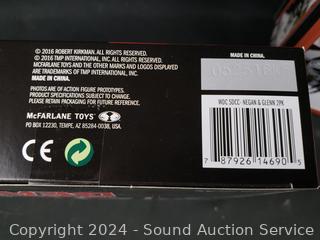 © 2016 ROBERT KIRKMAN. ALL RIGHTS RESERVED.
© 2016 TMP INTERNATIONAL, INC. ALL RIGHTS RESERVED.
MCFARLANE TOYS AND THE OTHER MARKS AND LOGOS DISPLAYED
ARE TRADEMARKS OF TMP INTERNATIONAL, INC.
MADE IN CHINA.
PHOTOS ARE OF ACTION FIGURE PROTOTYPES.
PRODUCT SPECIFICATIONS SUBJECT TO CHANGE.
PLEASE RETAIN PACKAGING FOR FUTURE REFERENCE.
McFARLANE TOYS
PO BOX 12230, TEMPE, AZ 85284-0038, USA
CE
MADE IN CHINA.
WDC SDCC- NEGAN & GLENN 2PK
7 87926 14690 5
Copyright 2024 - Sound Auction Service